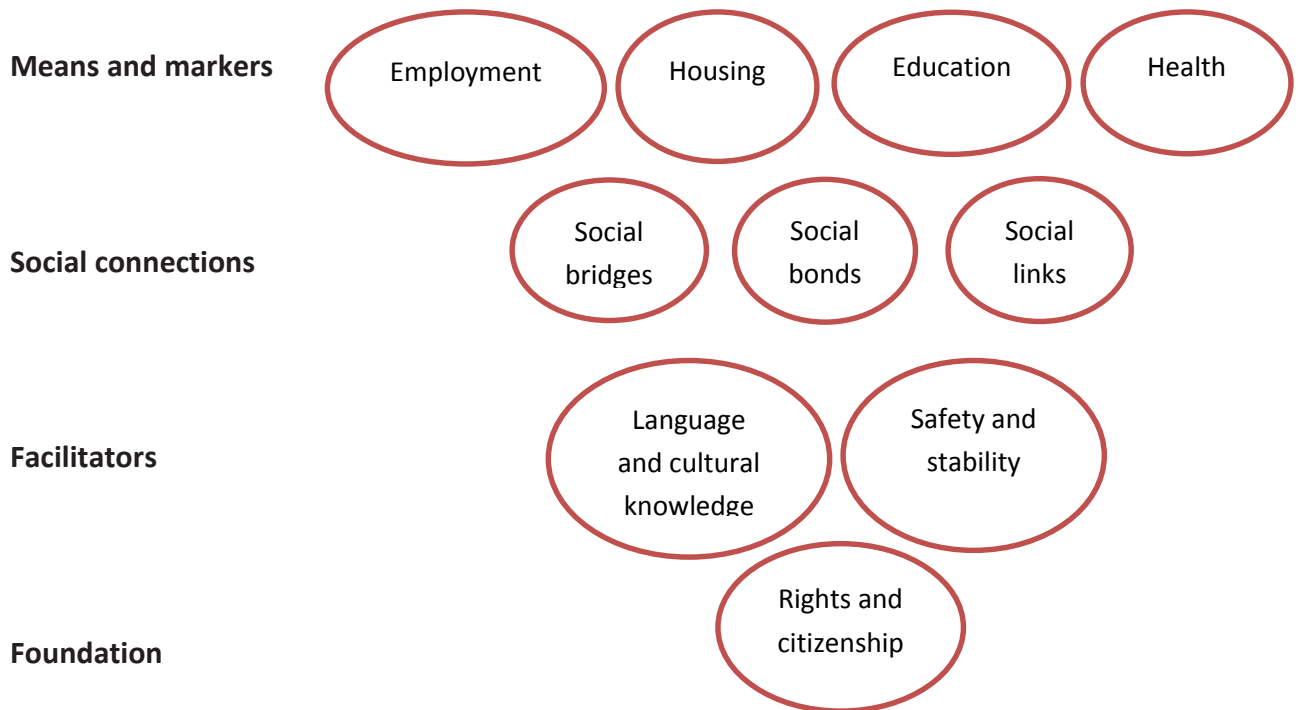 Means and markers
Employment
Housing
Education
Health
Social connections
Social
bridges
Social
bonds
Social
links
Facilitators
Language
and cultural
knowledge
Safety and
stability
Foundation
Rights and
citizenship